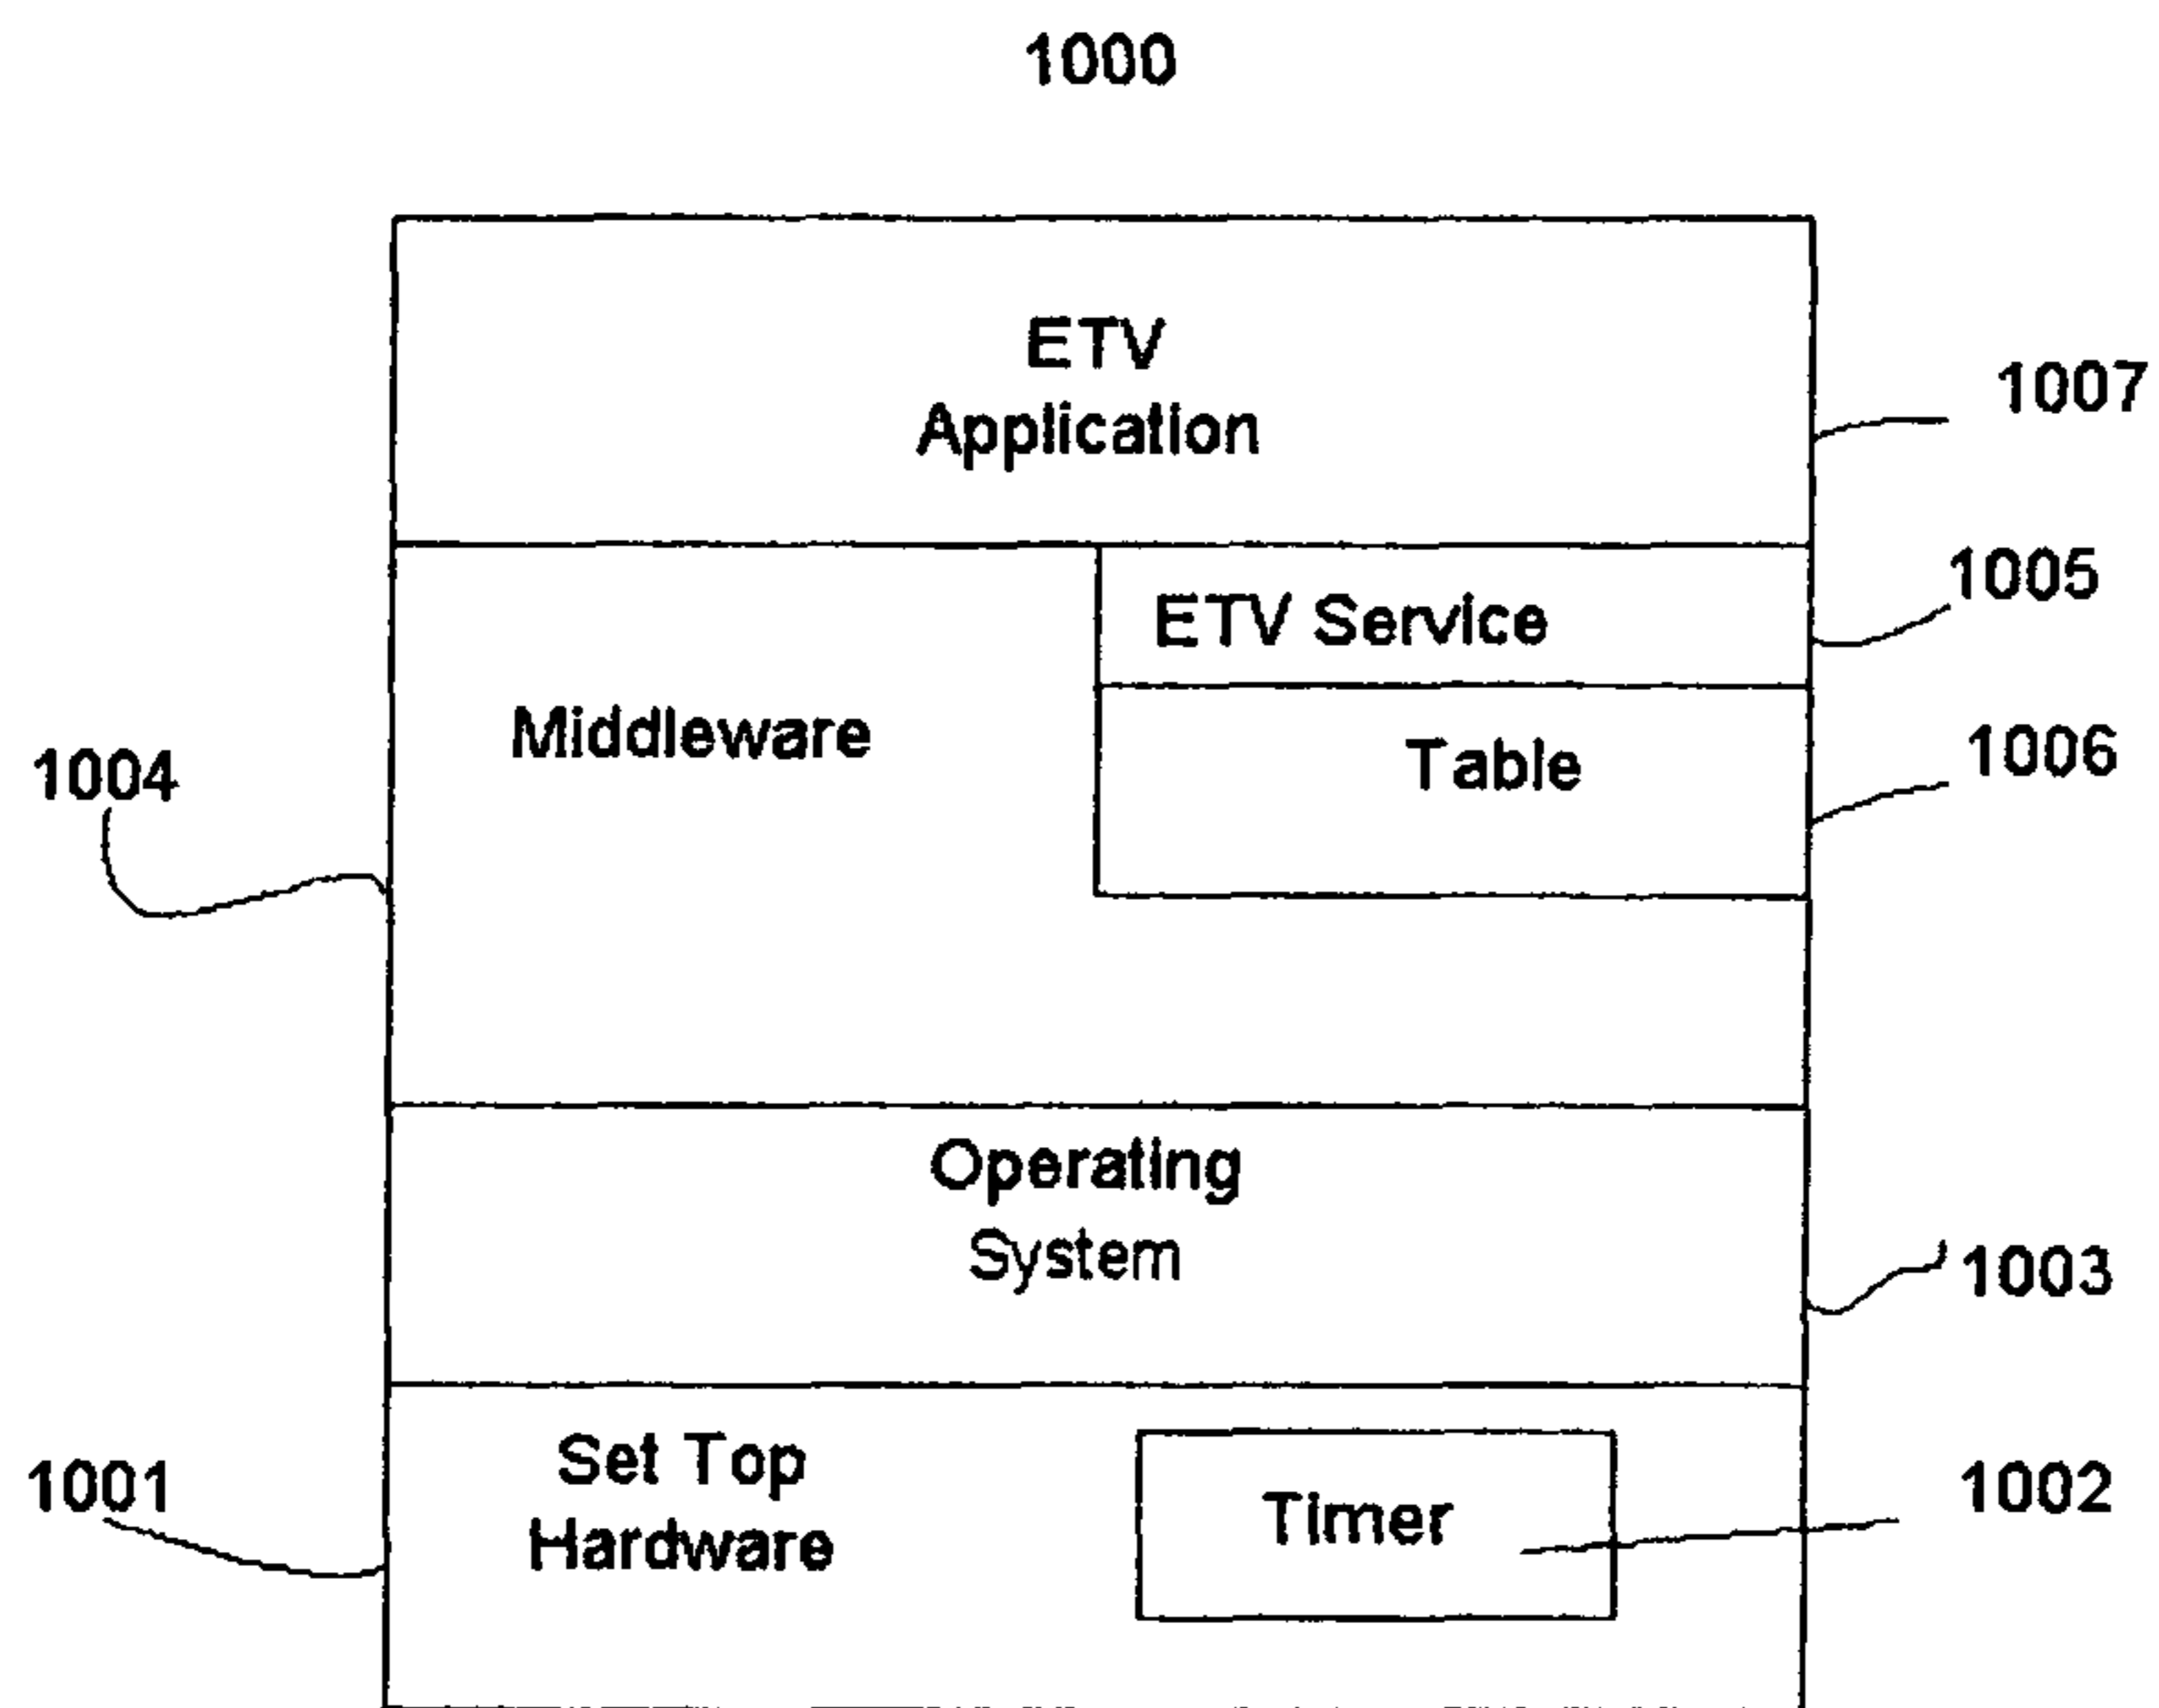 1000
ETV
Application
1007
ETV Service
1005
Middleware
Table
1006
1004
Operating
System
1003
Set Top
Hardware
Timer
1001
1002